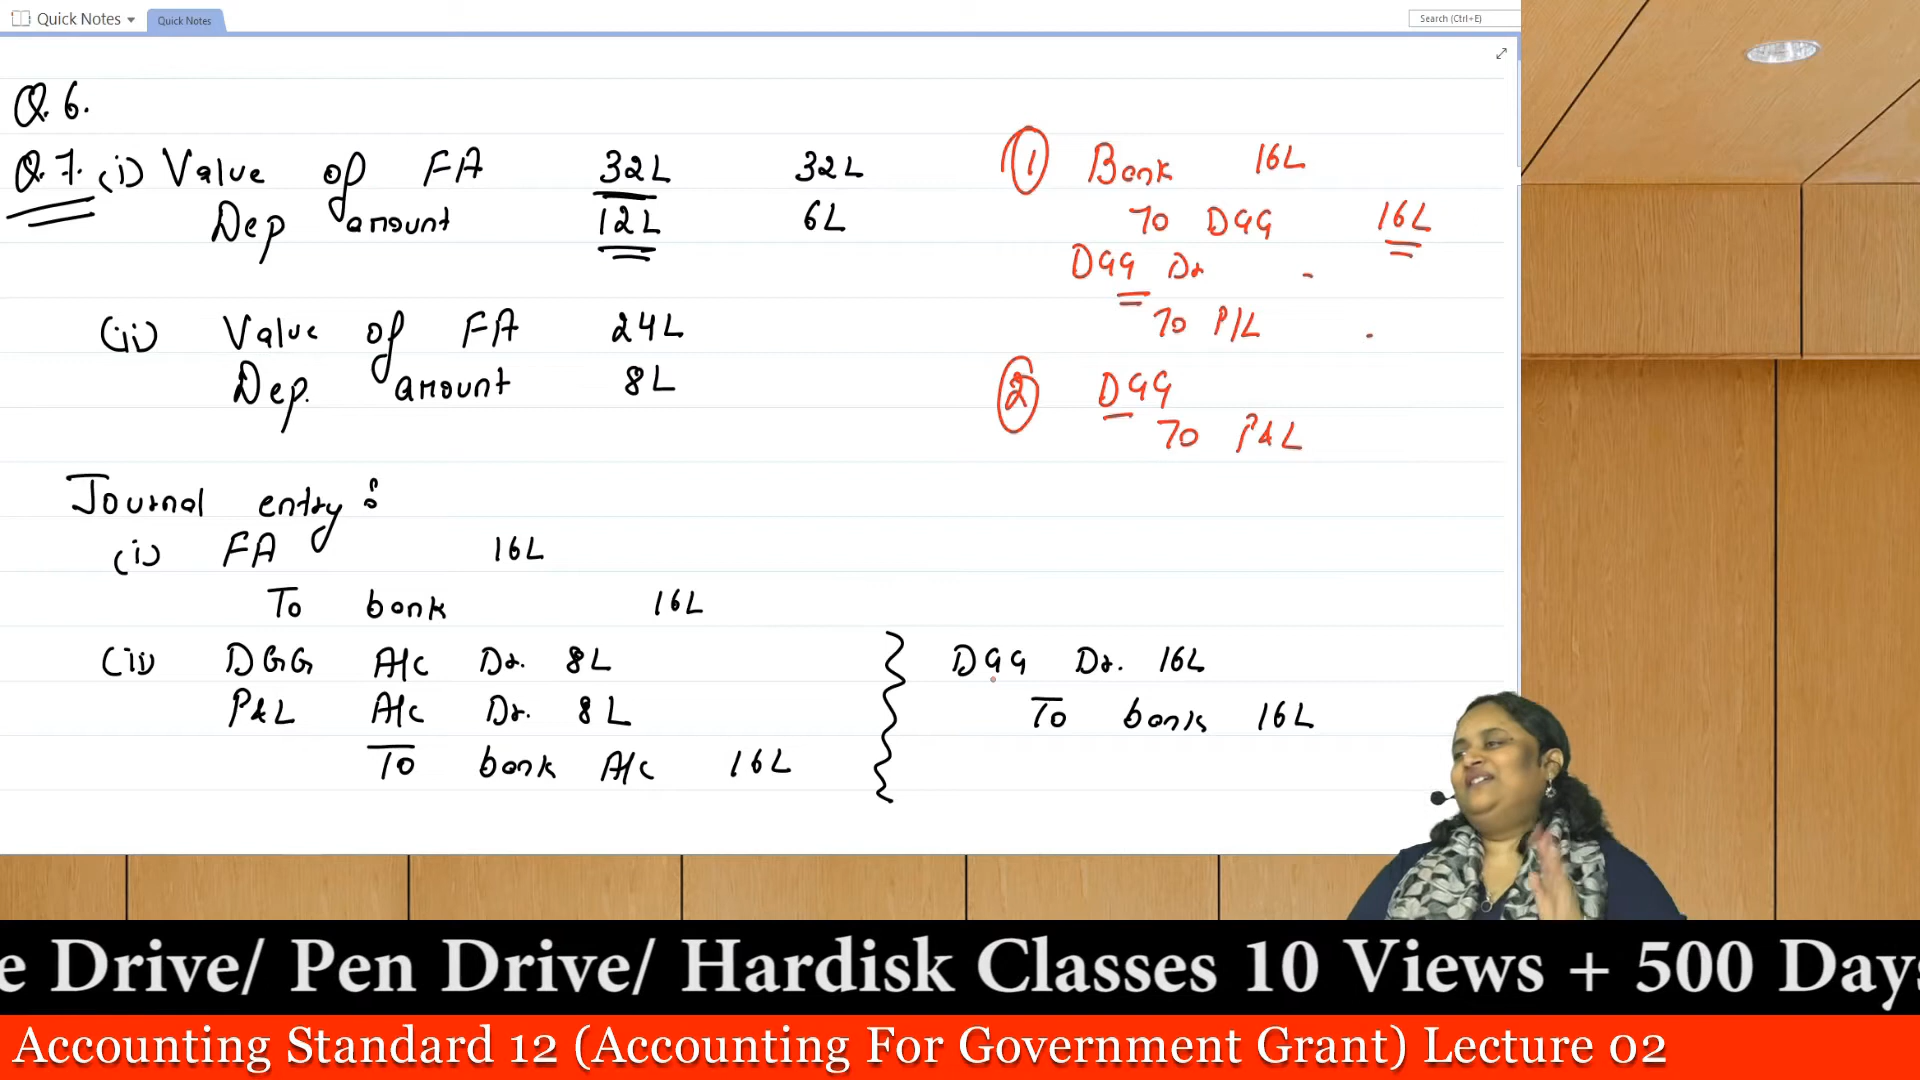 Quick Notes
Quick Notes
Search (Ctrl+E)
Q. 6.
Q. 7. (i) Value of FA 32L 32L
Dep amount 12L 6L
(ii) Value of FA 24L
Dep. amount 8L
Journal entry :
(i) FA 16L
To bank 16L
(ii) DGG A/c Dr. 8L
P&L A/c Dr. 8L
To bank A/c 16L
1 Bank 16L
To DGG 16L
DGG Dr -
To P/L .
2 DGG
To P&L
DGG Dr. 16L
To bank 16L
e Drive/ Pen Drive/ Hardisk Classes 10 Views + 500 Days
Accounting Standard 12 (Accounting For Government Grant) Lecture 02